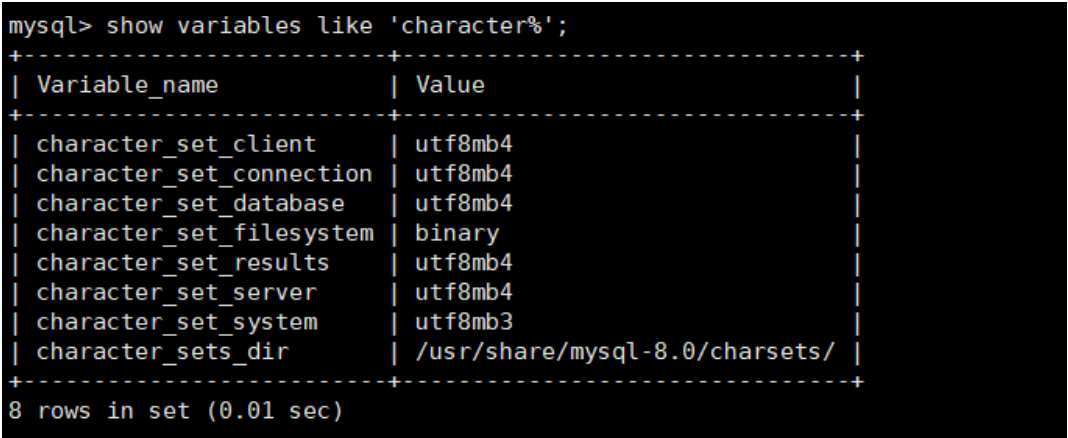 mysql> show variables like 'character%';
+--------------------------+--------------------------------+
| Variable_name            | Value                          |
+--------------------------+--------------------------------+
| character_set_client     | utf8mb4                        |
| character_set_connection | utf8mb4                        |
| character_set_database   | utf8mb4                        |
| character_set_filesystem | binary                         |
| character_set_results    | utf8mb4                        |
| character_set_server     | utf8mb4                        |
| character_set_system     | utf8mb3                        |
| character_sets_dir       | /usr/share/mysql-8.0/charsets/ |
+--------------------------+--------------------------------+
8 rows in set (0.01 sec)